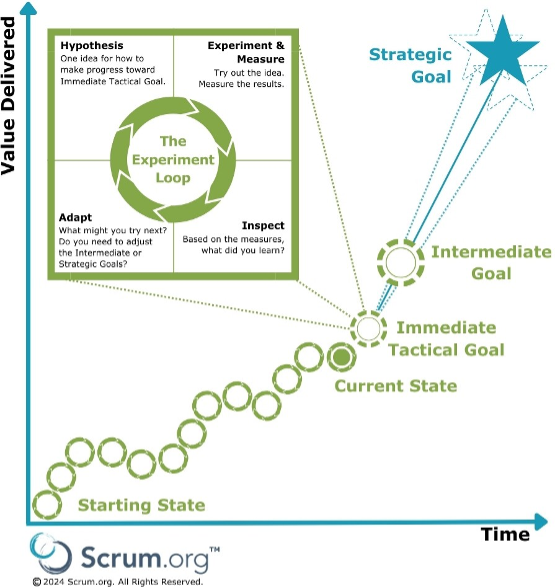 Value Delivered
Hypothesis
One idea for how to
make progress toward
Immediate Tactical Goal.
Experiment &
Measure
Try out the idea.
Measure the results.
The
Experiment
Loop
Adapt
What might you try next?
Do you need to adjust
the Intermediate or
Strategic Goals?
Inspect
Based on the measures,
what did you learn?
Strategic
Goal
Intermediate
Goal
Immediate
Tactical Goal
Current State
Starting State
Time
Scrum.org™
© 2024 Scrum.org. All Rights Reserved.